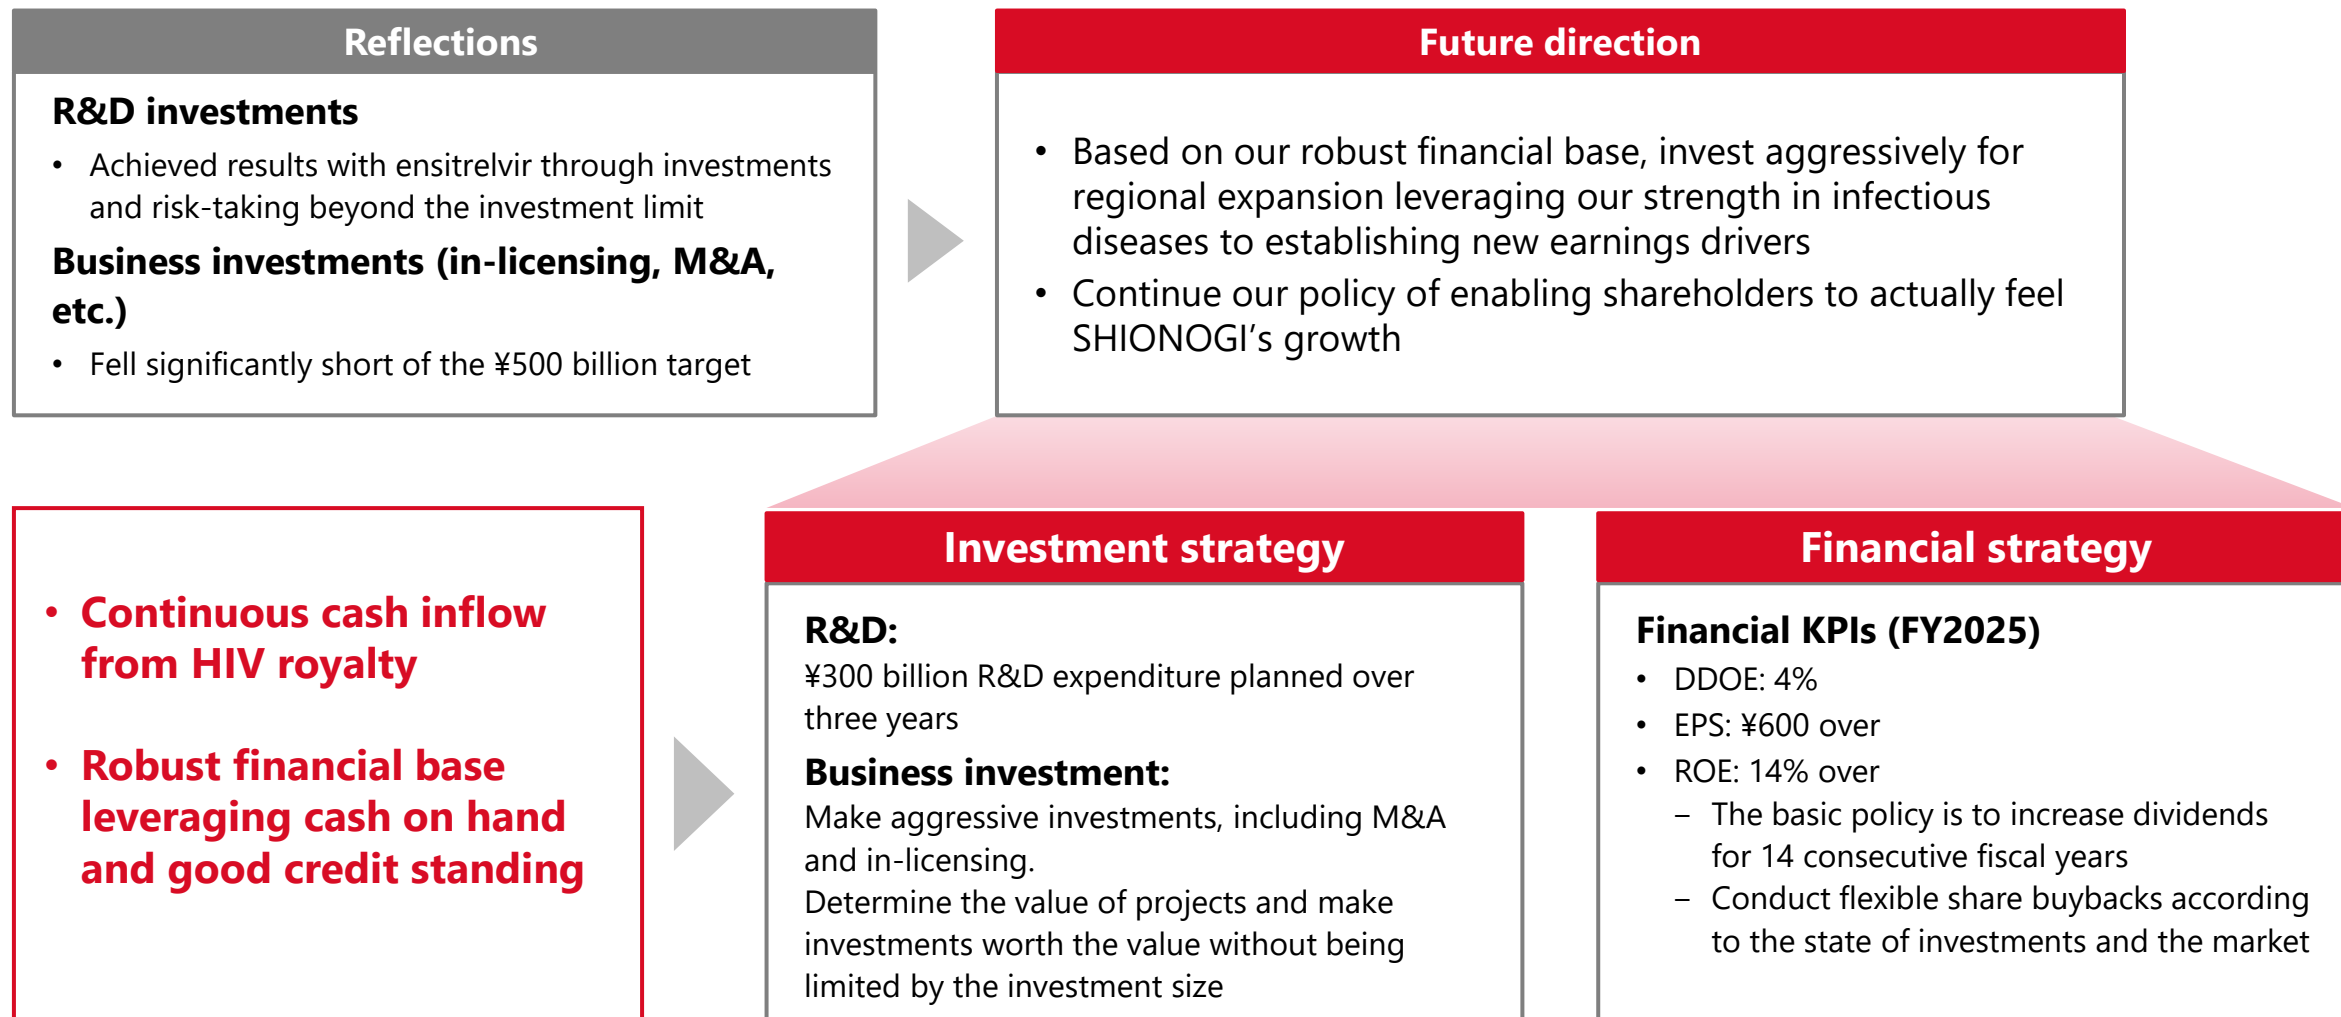 Reflections
R&D investments
• Achieved results with ensitrelvir through investments
and risk-taking beyond the investment limit
Business investments (in-licensing, M&A,
etc.)
• Fell significantly short of the ¥500 billion target
Future direction
• Based on our robust financial base, invest aggressively for
regional expansion leveraging our strength in infectious
diseases to establishing new earnings drivers
• Continue our policy of enabling shareholders to actually feel
SHIONOGI’s growth
• Continuous cash inflow
from HIV royalty
• Robust financial base
leveraging cash on hand
and good credit standing
Investment strategy
R&D:
¥300 billion R&D expenditure planned over
three years
Business investment:
Make aggressive investments, including M&A
and in-licensing.
Determine the value of projects and make
investments worth the value without being
limited by the investment size
Financial strategy
Financial KPIs (FY2025)
• DDOE: 4%
• EPS: ¥600 over
• ROE: 14% over
– The basic policy is to increase dividends
for 14 consecutive fiscal years
– Conduct flexible share buybacks according
to the state of investments and the market